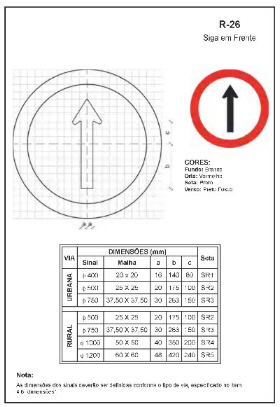 R-26
Siga em Frente
CORES:
Fundo: Branco
Orla: Vermelho
Seta: Preto
Verso: Preto Fosco
DIMENSÕES (mm)
VIA Sinal Malha a b c Seta
URBANA
φ 400 20 x 20 16 140 80 SR1
φ 500 25 X 25 20 175 100 SR2
φ 750 37,50 X 37,50 30 263 150 SR3
RURAL
φ 500 25 X 25 20 175 100 SR2
φ 750 37,50 X 37,50 30 263 150 SR3
φ 1000 50 X 50 40 350 200 SR4
φ 1200 60 X 60 48 420 240 SR5
Nota:
As dimensões dos sinais deverão ser definidas conforme o tipo de via, especificado no item
4.6 dimensões